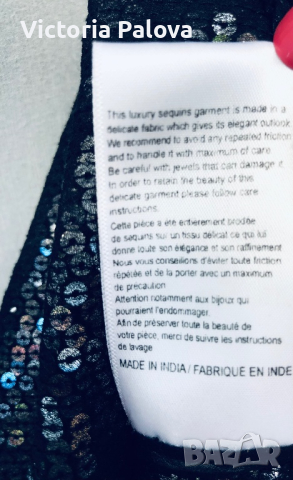 Виктория Palova
This luxury sequins garment is made in a
delicate fabric which gives its elegant outlook
We recommend to avoid any repeated friction
and to handle it with maximum of care
Be careful with jewels that can damage it
In order to retain the beauty of this
delicate garment please follow care
instructions.
Cette pièce a été entièrement brodée
de sequins sur un tissu délicat ce qui lui
donne toute son élégance et son raffinement
Nous vous conseillons d'éviter toute friction
répétée et de la porter avec un maximum
de précaution
Attention notamment aux bijoux qui
pourraient l'endommager.
Afin de préserver toute la beauté de
votre pièce, merci de suivre les instructions
de lavage
MADE IN INDIA / FABRIQUE EN INDE
BAZAR